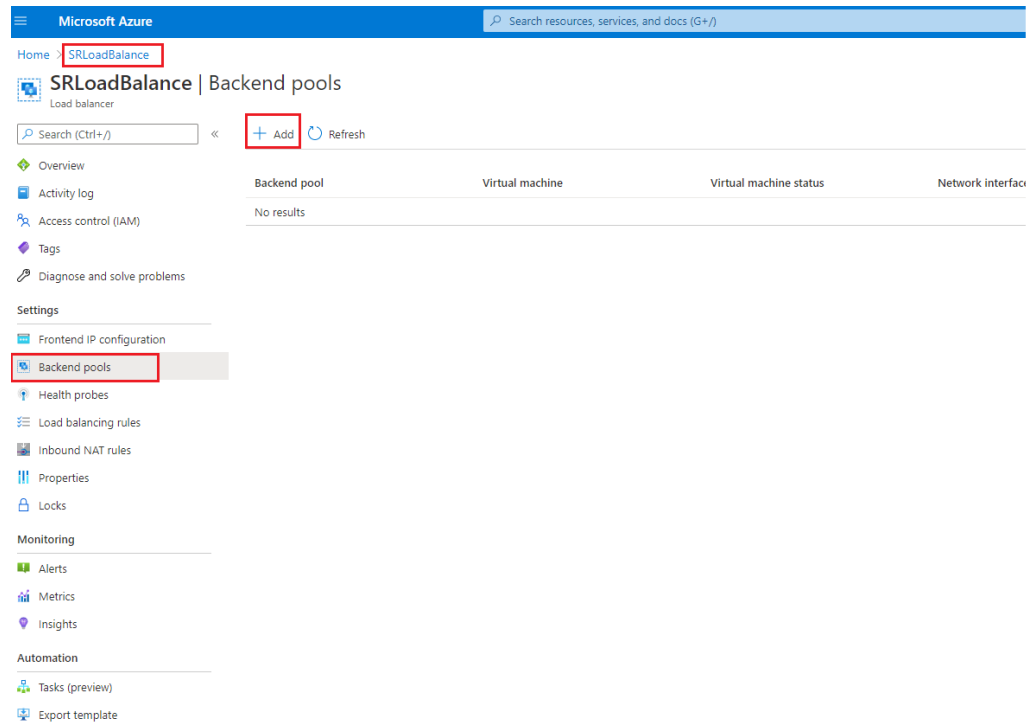 Microsoft Azure
Search resources, services, and docs (G+/)
Home > SRLoadBalance
SRLoadBalance | Backend pools
Load balancer
Search (Ctrl+/) «
+ Add Refresh
Overview
Activity log
Access control (IAM)
Tags
Diagnose and solve problems
Settings
Frontend IP configuration
Backend pools
Health probes
Load balancing rules
Inbound NAT rules
Properties
Locks
Monitoring
Alerts
Metrics
Insights
Automation
Tasks (preview)
Export template
Backend pool Virtual machine Virtual machine status Network interface
No results